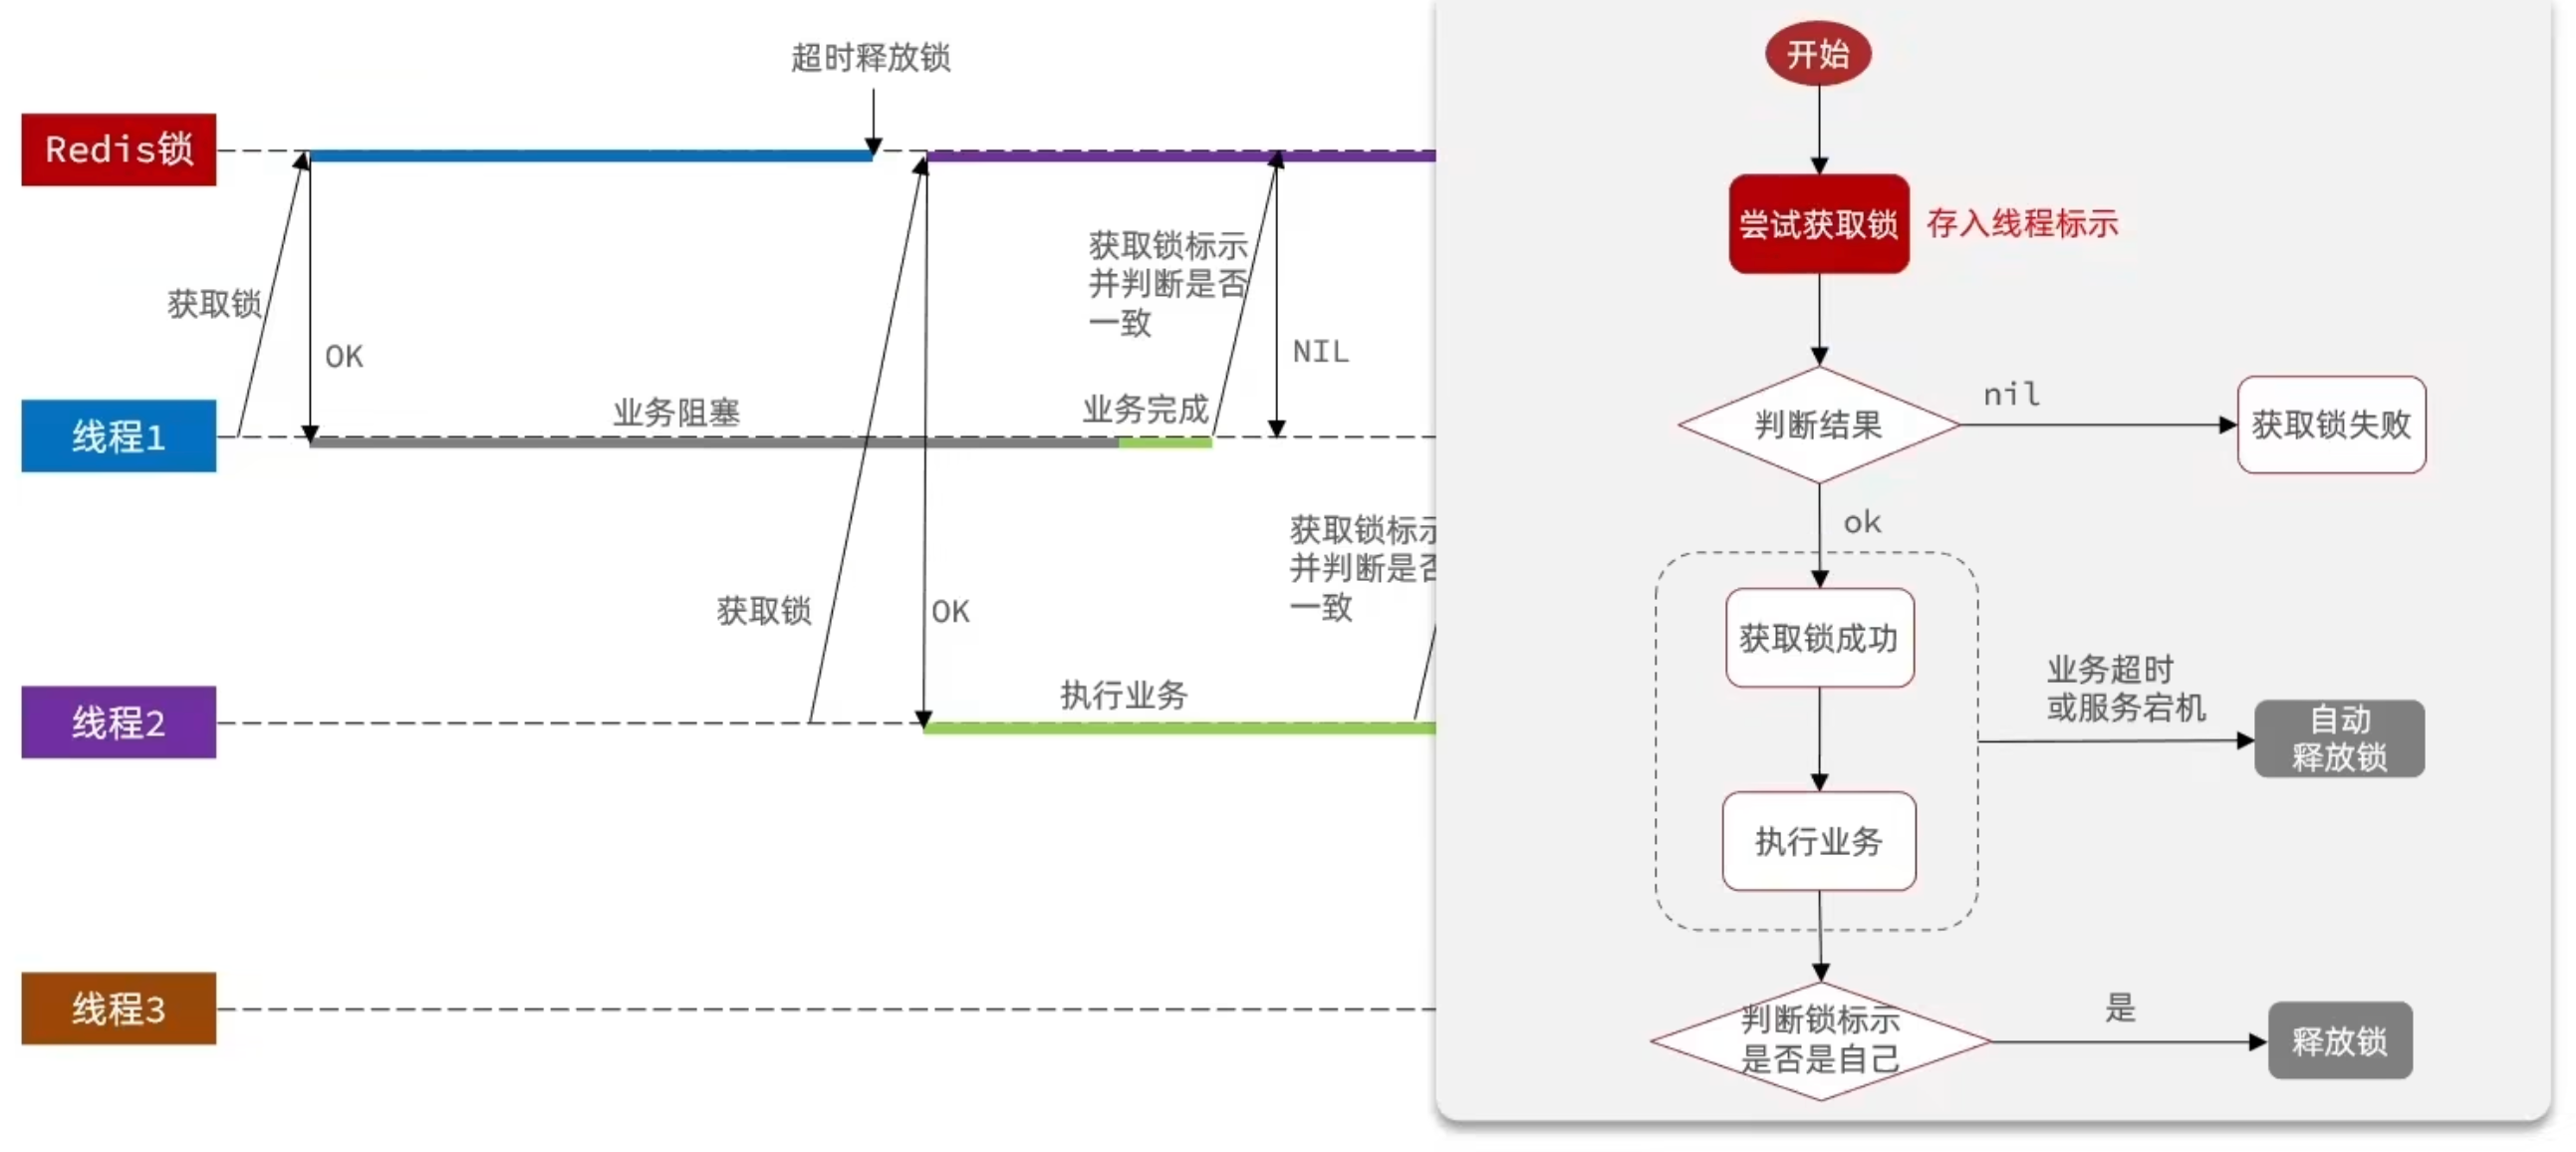 超时释放锁
Redis锁
获取锁
OK
获取锁标示
并判断是否
一致
NIL
线程1
业务阻塞
业务完成
获取锁
OK
获取锁标示
并判断是否
一致
线程2
执行业务
线程3
开始
尝试获取锁
存入线程标示
判断结果
nil
获取锁失败
ok
获取锁成功
业务超时
或服务宕机
自动
释放锁
执行业务
判断锁标示
是否是自己
是
释放锁